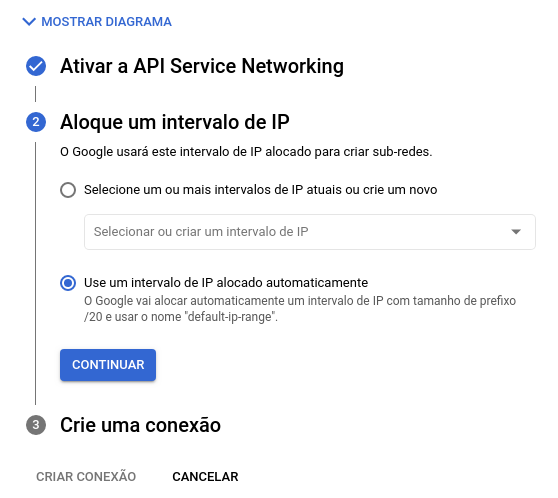 MOSTRAR DIAGRAMA
Ativar a API Service Networking
2 Aloque um intervalo de IP
O Google usará este intervalo de IP alocado para criar sub-redes.
Selecione um ou mais intervalos de IP atuais ou crie um novo
Selecionar ou criar um intervalo de IP
Use um intervalo de IP alocado automaticamente
O Google vai alocar automaticamente um intervalo de IP com tamanho de prefixo
/20 e usar o nome "default-ip-range".
CONTINUAR
3 Crie uma conexão
CRIAR CONEXÃO CANCELAR